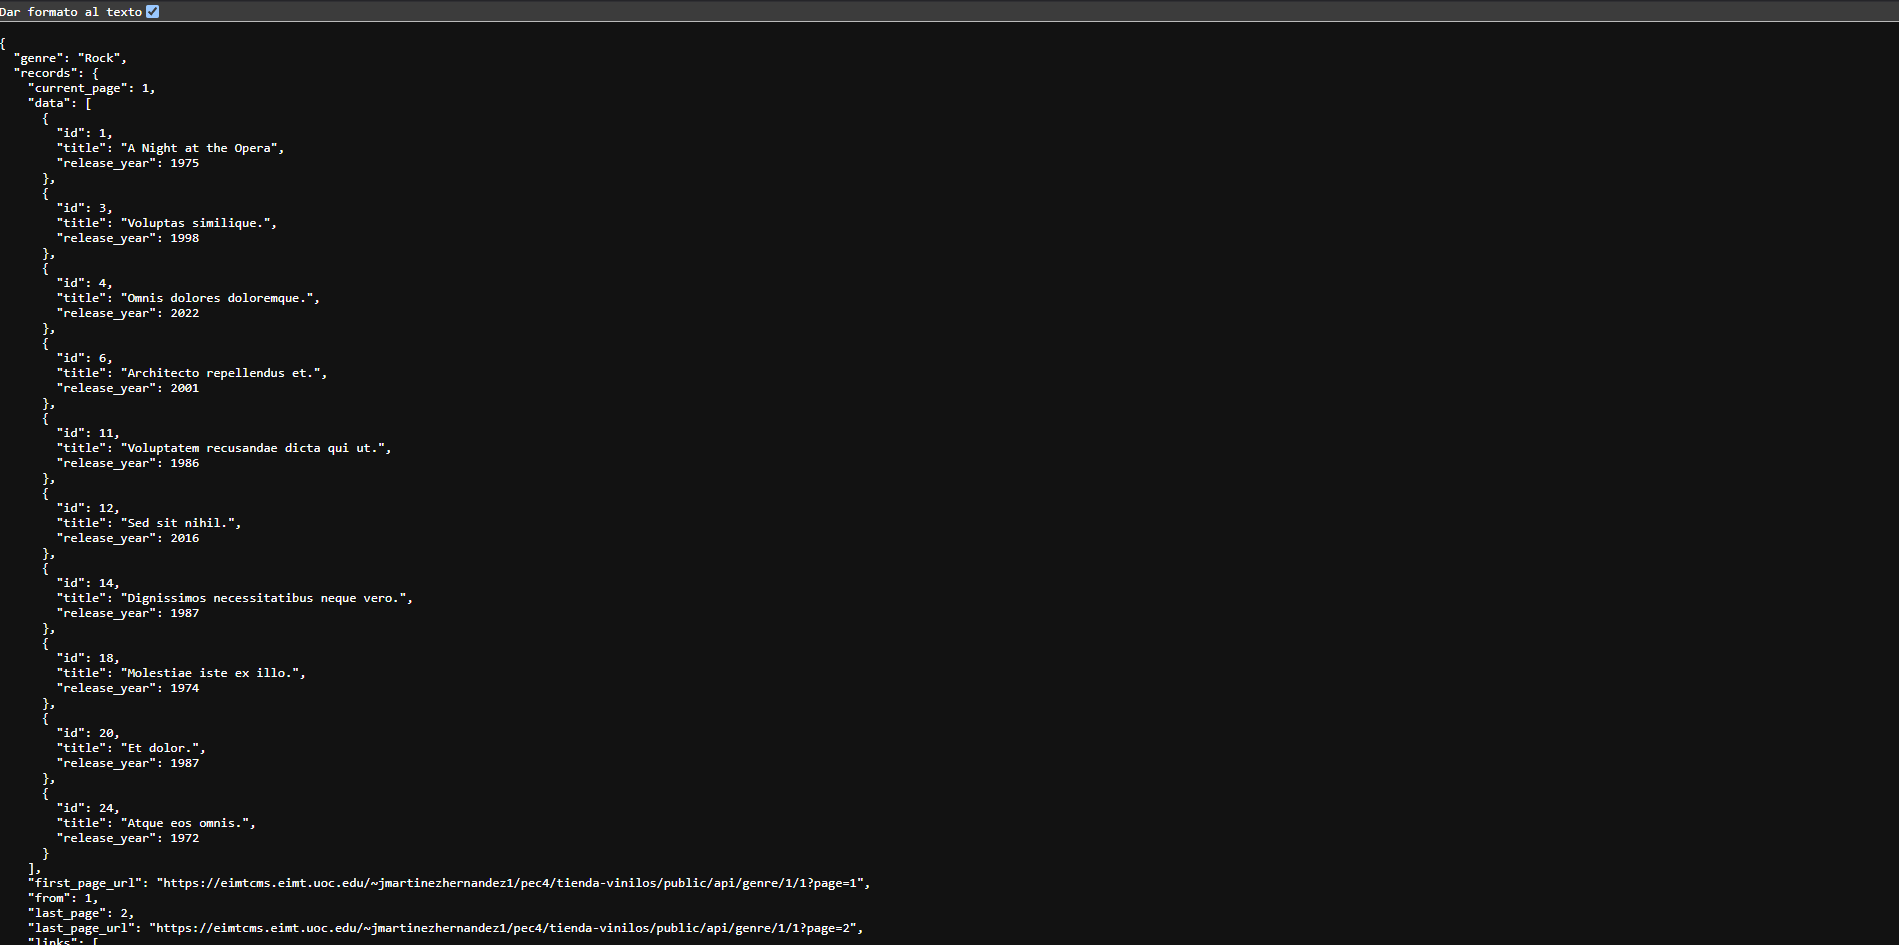 Dar formato al texto
{
"genre": "Rock",
"records": {
"current_page": 1,
"data": [
{
"id": 1,
"title": "A Night at the Opera",
"release_year": 1975
},
{
"id": 3,
"title": "Voluptas similique.",
"release_year": 1998
},
{
"id": 4,
"title": "Omnis dolores doloremque.",
"release_year": 2022
},
{
"id": 6,
"title": "Architecto repellendus et.",
"release_year": 2001
},
{
"id": 11,
"title": "Voluptatem recusandae dicta qui ut.",
"release_year": 1986
},
{
"id": 12,
"title": "Sed sit nihil.",
"release_year": 2016
},
{
"id": 14,
"title": "Dignissimos necessitatibus neque vero.",
"release_year": 1987
},
{
"id": 18,
"title": "Molestiae iste ex illo.",
"release_year": 1974
},
{
"id": 20,
"title": "Et dolor.",
"release_year": 1987
},
{
"id": 24,
"title": "Atque eos omnis.",
"release_year": 1972
}
],
"first_page_url": "https://eimtcms.eimt.uoc.edu/~jmartinezhernandez1/pec4/tienda-vinilos/public/api/genre/1/1?page=1",
"from": 1,
"last_page": 2,
"last_page_url": "https://eimtcms.eimt.uoc.edu/~jmartinezhernandez1/pec4/tienda-vinilos/public/api/genre/1/1?page=2",
"links": [